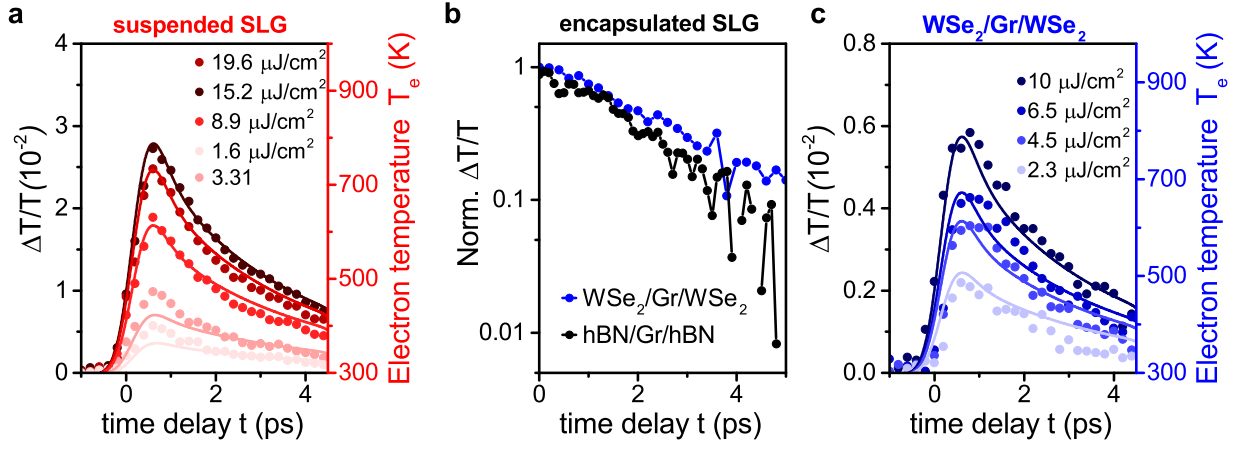 a
suspended SLG
4
3
2
1
0
ΔT/T (10⁻²)
19.6 μJ/cm²
15.2 μJ/cm²
8.9 μJ/cm²
1.6 μJ/cm²
3.31
900
700
500
300
Electron temperature Tₑ (K)
0
2
4
time delay t (ps)
b
encapsulated SLG
1
0.1
0.01
Norm. ΔT/T
WSe₂/Gr/WSe₂
hBN/Gr/hBN
0
2
4
time delay t (ps)
c
WSe₂/Gr/WSe₂
0.8
0.6
0.4
0.2
0.0
ΔT/T (10⁻²)
10 μJ/cm²
6.5 μJ/cm²
4.5 μJ/cm²
2.3 μJ/cm²
900
700
500
300
Electron temperature Tₑ (K)
0
2
4
time delay t (ps)